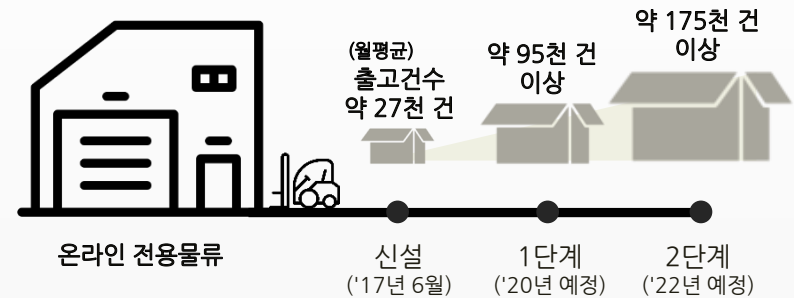 (월평균)
출고건수
약 27천 건
약 95천 건
이상
약 175천 건
이상
온라인 전용물류
신설
('17년 6월)
1단계
('20년 예정)
2단계
('22년 예정)